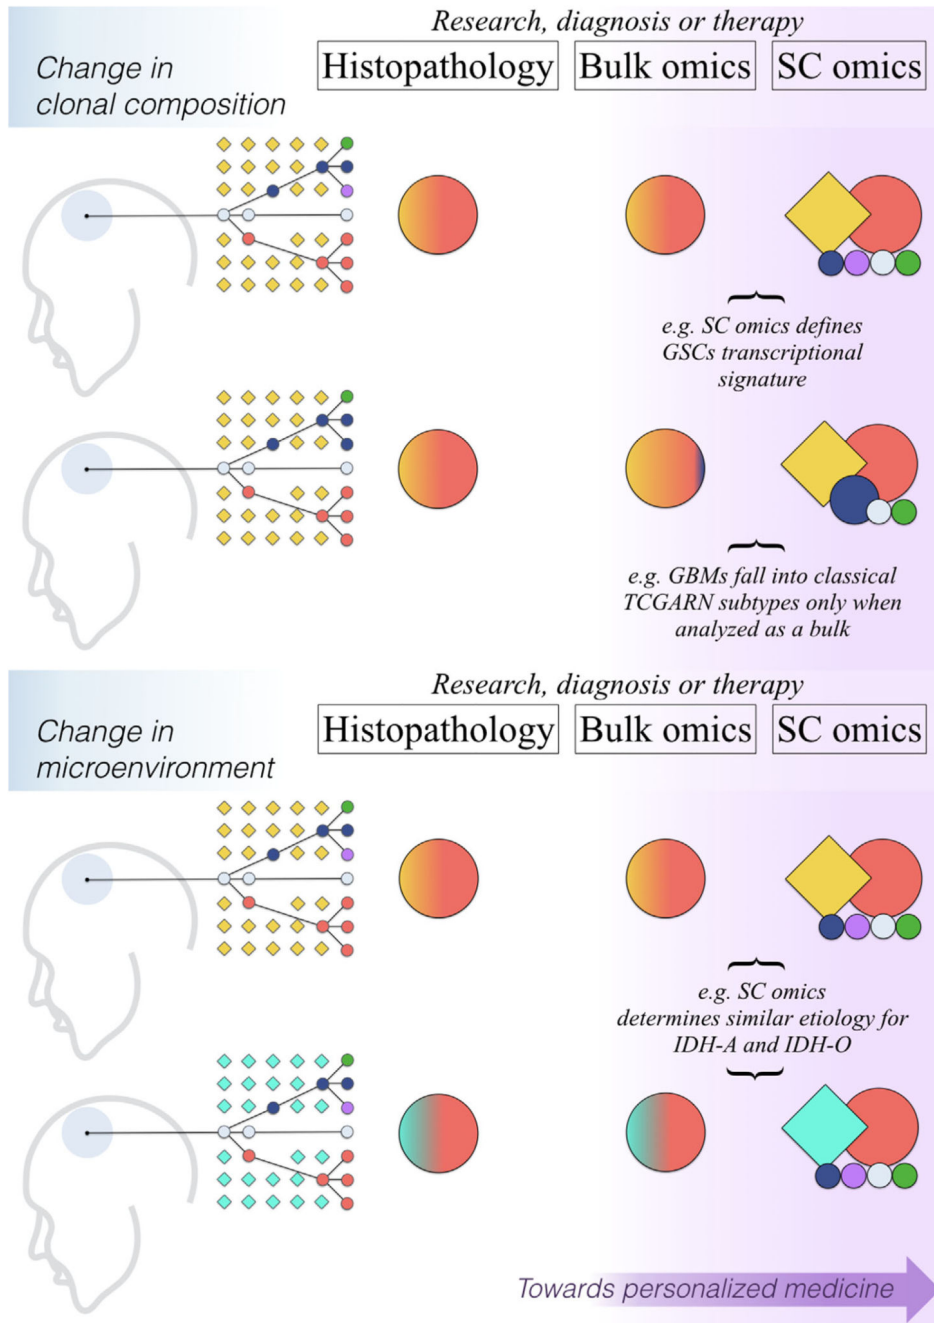 Research, diagnosis or therapy
Change in
clonal composition
Histopathology
Bulk omics
SC omics
e.g. SC omics defines
GSCs transcriptional
signature
e.g. GBMs fall into classical
TCGARN subtypes only when
analyzed as a bulk
Research, diagnosis or therapy
Change in
microenvironment
Histopathology
Bulk omics
SC omics
e.g. SC omics
determines similar etiology for
IDH-A and IDH-O
Towards personalized medicine